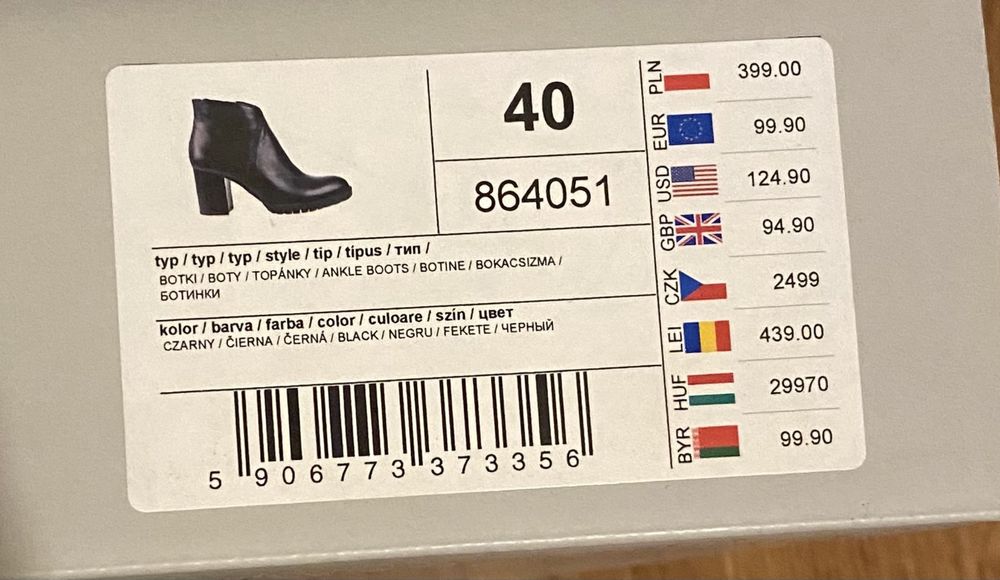 40
864051
typ / typ / typ / style / tip / típus / тип /
BOTKI / BOTY / TOPÁNKY / ANKLE BOOTS / BOTINE / BOKACSIZMA /
БОТИНКИ
kolor / barva / farba / color / culoare / szín / цвет
CZARNY / ČIERNA / ČERNÁ / BLACK / NEGRU / FEKETE / ЧЕРНЫЙ
5 906773 373356
PLN 399.00
EUR 99.90
USD 124.90
GBP 94.90
CZK 2499
LEI 439.00
HUF 29970
BYR 99.90